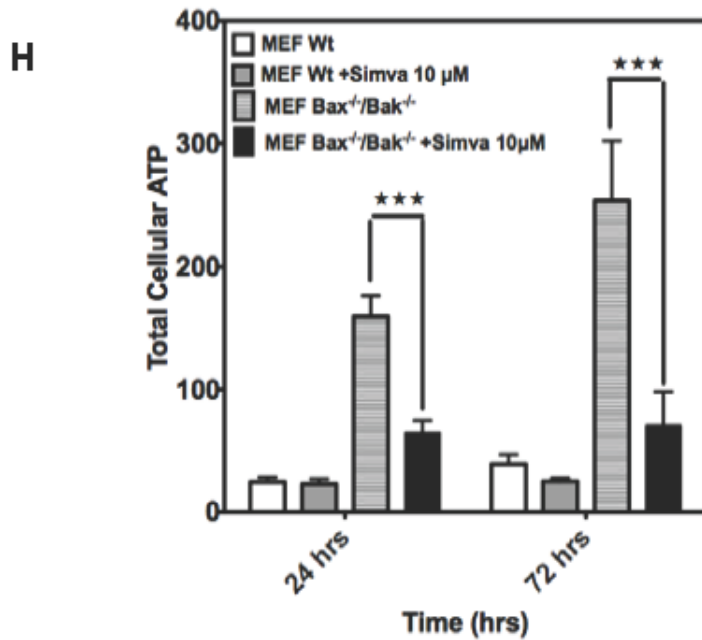 H
MEF Wt
MEF Wt +Simva 10 µM
MEF Bax⁻/⁻/Bak⁻/⁻
MEF Bax⁻/⁻/Bak⁻/⁻ +Simva 10µM
★★★
★★★
400
300
200
100
0
Total Cellular ATP
24 hrs
72 hrs
Time (hrs)